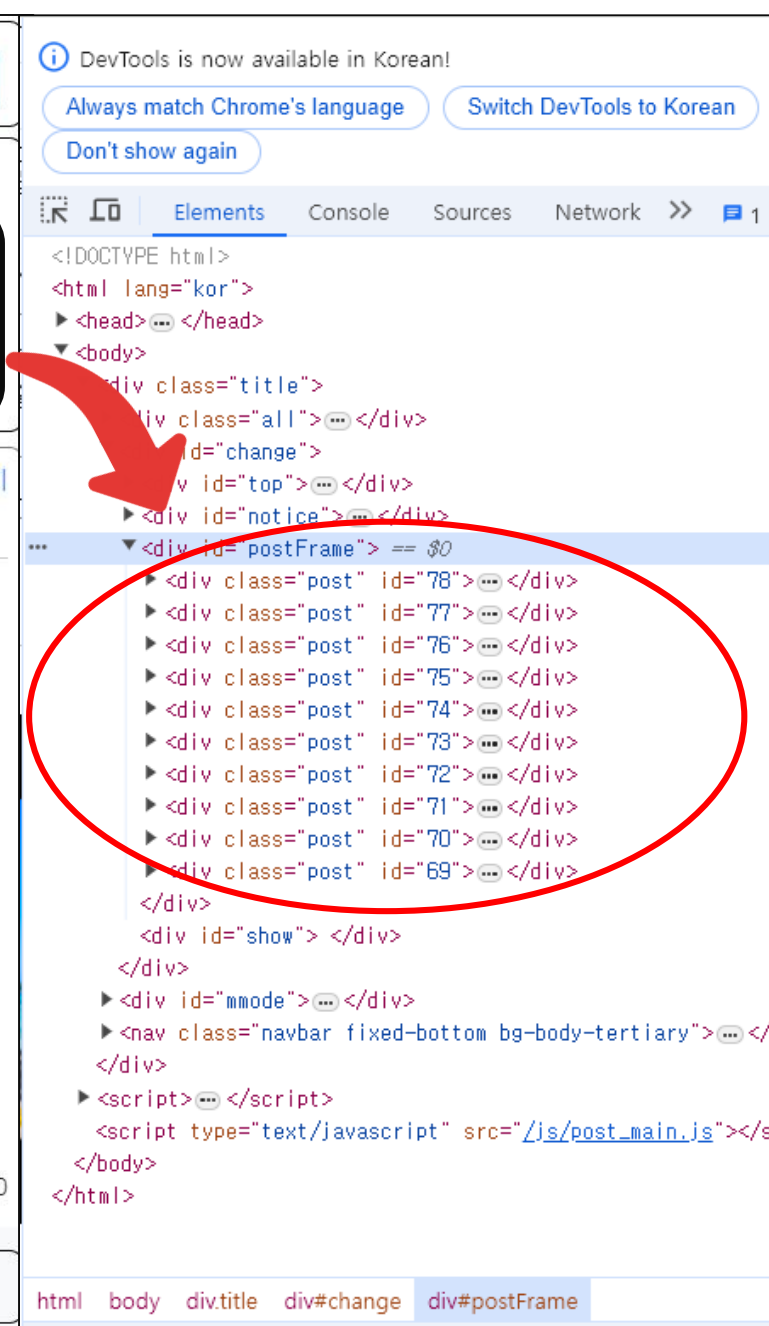 DevTools is now available in Korean!
Always match Chrome's language
Switch DevTools to Korean
Don't show again
Elements Console Sources Network 1
<!DOCTYPE html>
<html lang="kor">
<head> </head>
<body>
div class="title">
iv class="all"> </div>
id="change">
v id="top"> </div>
<div id="notice"> </div>
<div id="postFrame"> == $0
<div class="post" id="78"> </div>
<div class="post" id="77"> </div>
<div class="post" id="76"> </div>
<div class="post" id="75"> </div>
<div class="post" id="74"> </div>
<div class="post" id="73"> </div>
<div class="post" id="72"> </div>
<div class="post" id="71"> </div>
<div class="post" id="70"> </div>
<div class="post" id="69"> </div>
</div>
<div id="show"> </div>
</div>
<div id="mmode"> </div>
<nav class="navbar fixed-bottom bg-body-tertiary"> </
</div>
<script> </script>
<script type="text/javascript" src="/js/post_main.js"></s
</body>
</html>
html body div.title div#change div#postFrame